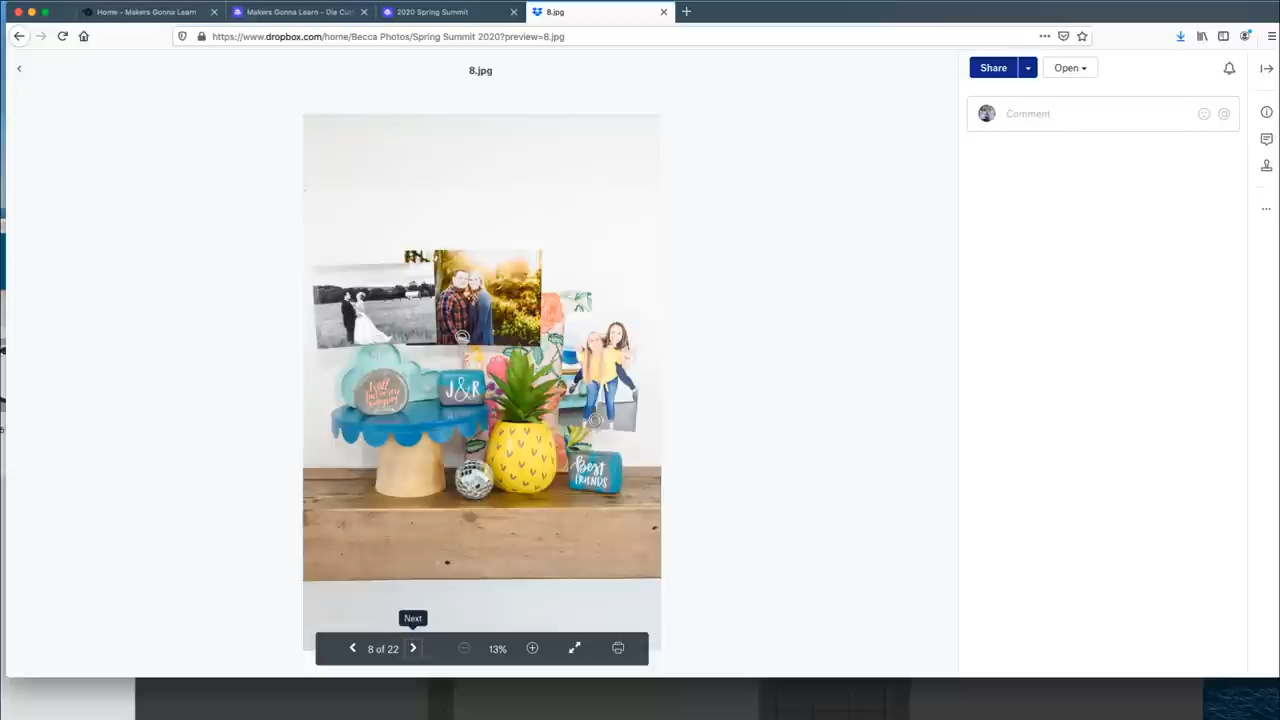 Home - Makers Gonna Learn
Makers Gonna Learn - Die Cut
2020 Spring Summit
8.jpg
https://www.dropbox.com/home/Becca Photos/Spring Summit 2020?preview=8.jpg
8.jpg
Share
Open
Comment
J&R
Best
FRIENDS
Next
8 of 22
13%